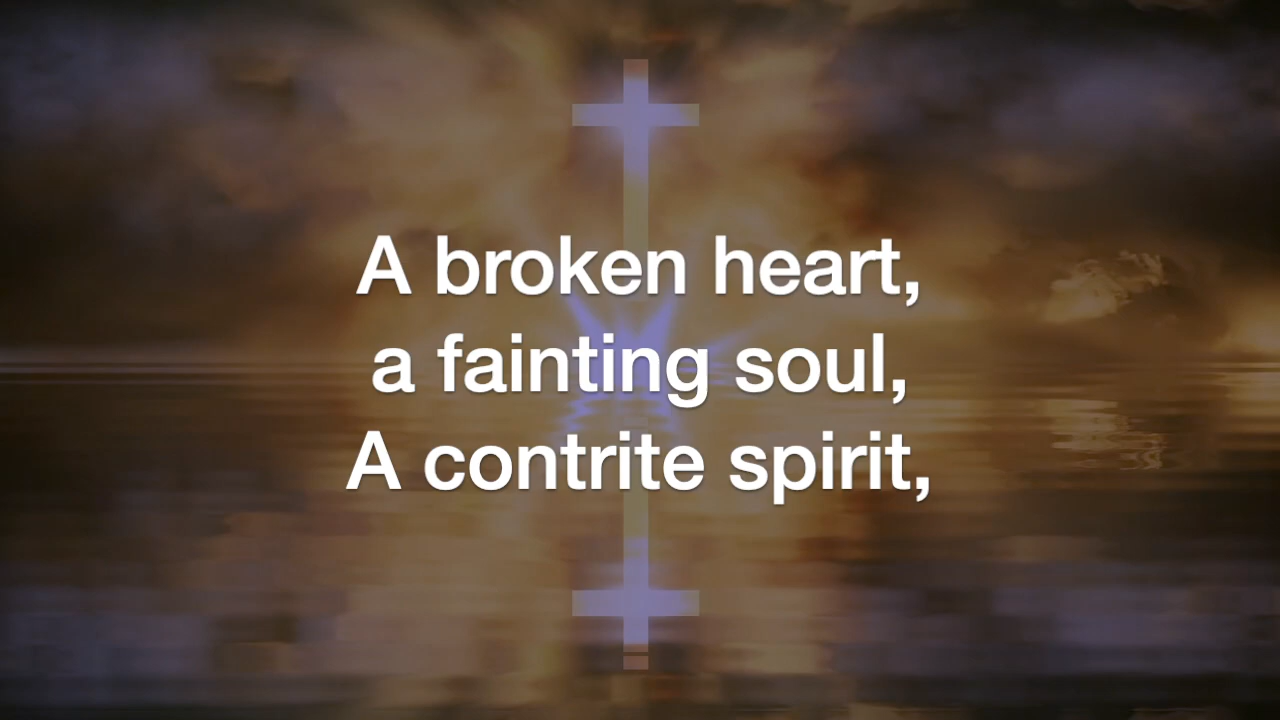 A broken heart,
a fainting soul,
A contrite spirit,